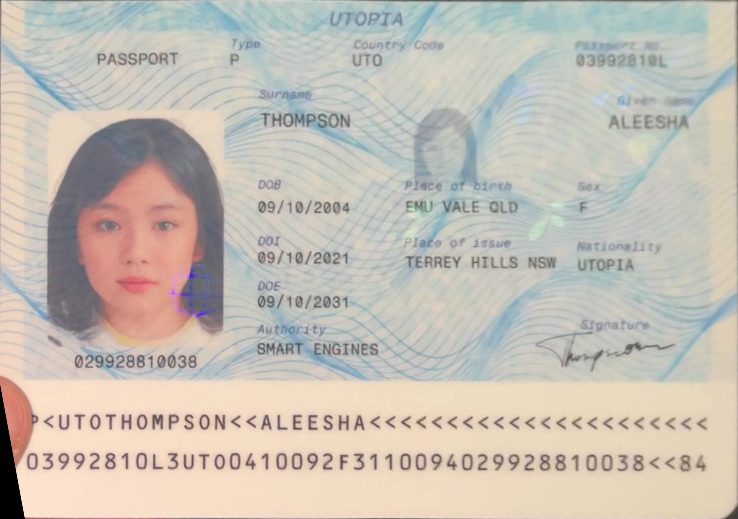 UTOPIA
PASSPORT
Type
P
Country Code
UTO
Passport No.
03992810L
Surname
THOMPSON
Given name
ALEESHA
DOB
09/10/2004
Place of birth
EMU VALE QLD
Sex
F
DOI
09/10/2021
Place of issue
TERREY HILLS NSW
Nationality
UTOPIA
DOE
09/10/2031
Authority
SMART ENGINES
Signature
Thompson
029928810038
P<UTOTHOMPSON<<ALEESHA<<<<<<<<<<<<<<<<<<<<<<
03992810L3UTO0410092F3110094029928810038<<84